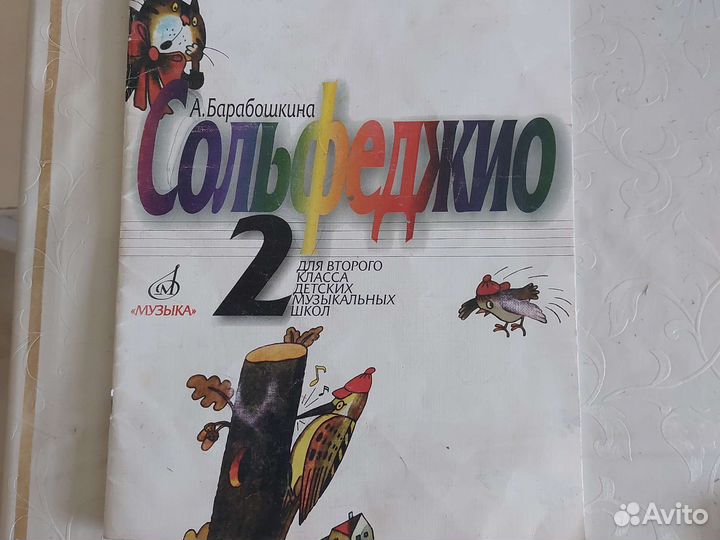 А.Барабошкина
Сольфеджио
2
ДЛЯ ВТОРОГО
КЛАССА
ДЕТСКИХ
МУЗЫКАЛЬНЫХ
ШКОЛ
«МУЗЫКА»
Avito